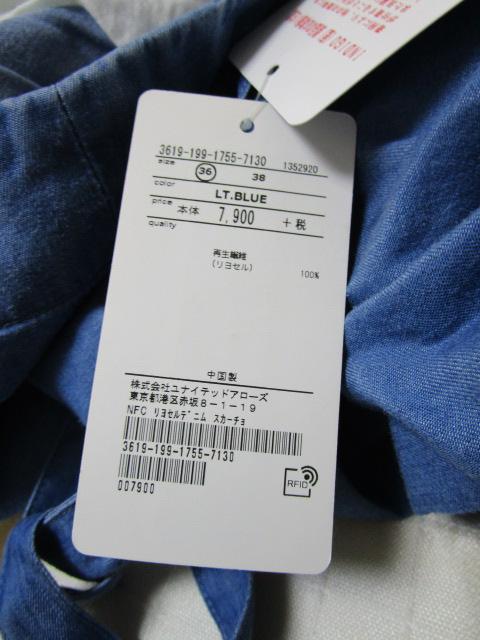 3619-199-1755-7130 1352920
size 36 38
color LT.BLUE
price 本体 7,900 +税
quality
再生繊維
(リヨセル) 100%
中国製
株式会社ユナイテッドアローズ
東京都港区赤坂8-1-19
NFC リヨセルデニム スカーチョ
3619-199-1755-7130
007900
RFID